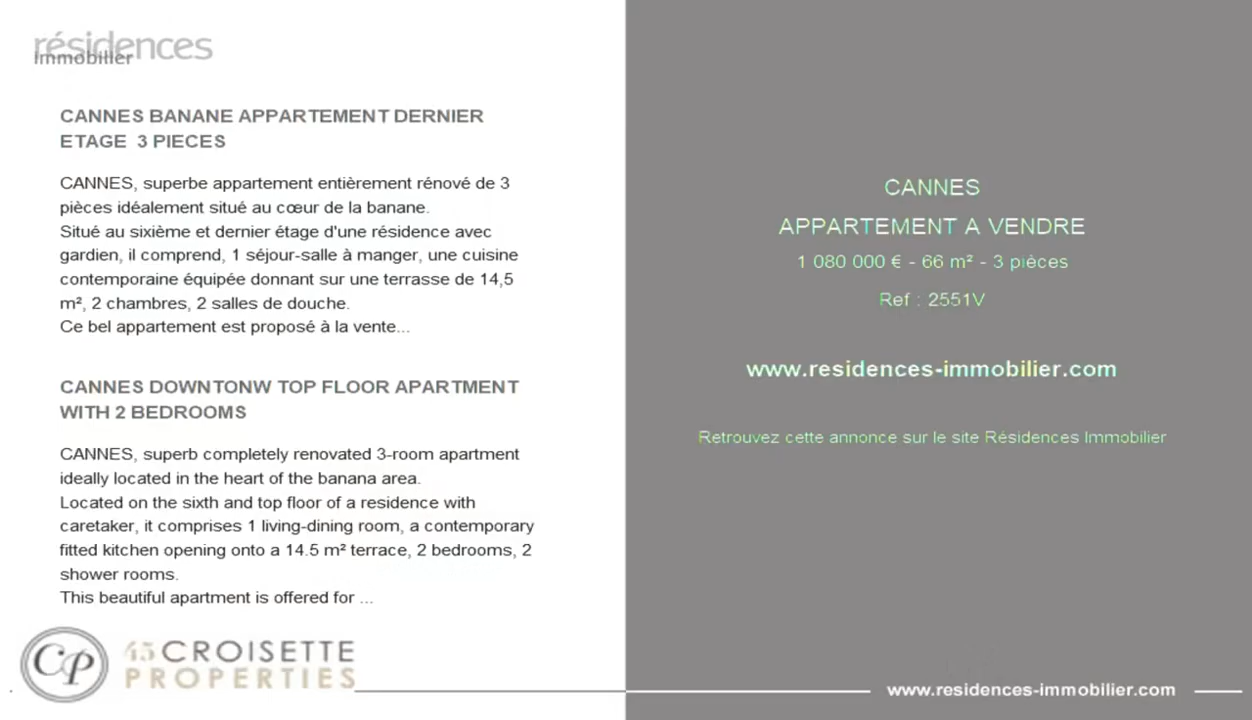 résidences
Immobilier
CANNES BANANE APPARTEMENT DERNIER
ETAGE 3 PIECES
CANNES, superbe appartement entièrement rénové de 3
pièces idéalement situé au cœur de la banane.
Situé au sixième et dernier étage d'une résidence avec
gardien, il comprend, 1 séjour-salle à manger, une cuisine
contemporaine équipée donnant sur une terrasse de 14,5
m², 2 chambres, 2 salles de douche.
Ce bel appartement est proposé à la vente...
CANNES DOWNTONW TOP FLOOR APARTMENT
WITH 2 BEDROOMS
CANNES, superb completely renovated 3-room apartment
ideally located in the heart of the banana area.
Located on the sixth and top floor of a residence with
caretaker, it comprises 1 living-dining room, a contemporary
fitted kitchen opening onto a 14.5 m² terrace, 2 bedrooms, 2
shower rooms.
This beautiful apartment is offered for ...
CP
45 CROISETTE
PROPERTIES
CANNES
APPARTEMENT A VENDRE
1 080 000 € - 66 m² - 3 pièces
Ref : 2551V
www.residences-immobilier.com
Retrouvez cette annonce sur le site Résidences Immobilier
www.residences-immobilier.com